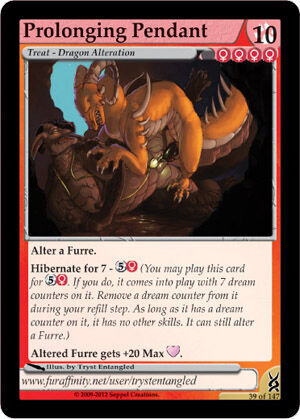 Prolonging Pendant 10
Treat - Dragon Alteration
Alter a Furre.
Hibernate for 7 - 5♀ (You may play this card
for 5♀. If you do, it comes into play with 7 dream
counters on it. Remove a dream counter from it
during your refill step. As long as it has a dream
counter on it, it has no other skills. It can still alter
a Furre.)
Altered Furre gets +20 Max
Illus. by Tryst Entangled
www.furaffinity.net/user/trystentangled
© 2009-2012 Seppel Creations.
39 of 147